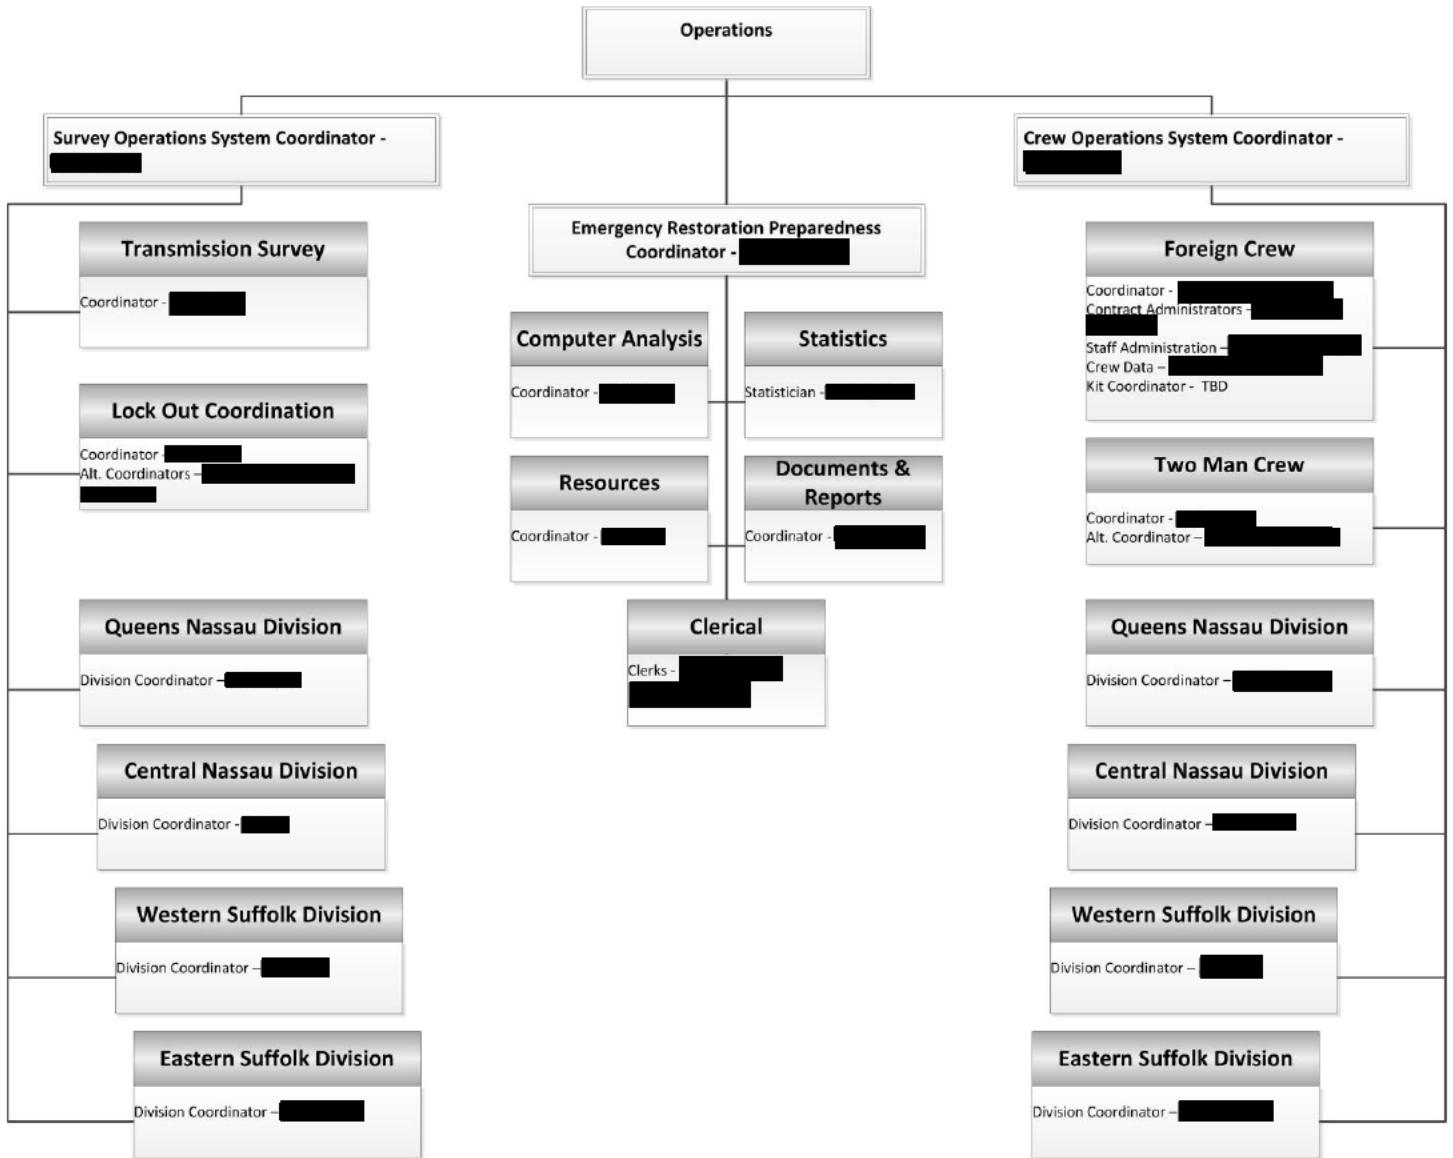 Operations
Survey Operations System Coordinator -
Crew Operations System Coordinator -
Emergency Restoration Preparedness
Coordinator -
Transmission Survey
Coordinator -
Lock Out Coordination
Coordinator -
Alt. Coordinators –
Queens Nassau Division
Division Coordinator –
Central Nassau Division
Division Coordinator -
Western Suffolk Division
Division Coordinator –
Eastern Suffolk Division
Division Coordinator –
Computer Analysis
Coordinator -
Statistics
Statistician -
Resources
Coordinator -
Documents &
Reports
Coordinator -
Clerical
Clerks -
Foreign Crew
Coordinator -
Contract Administrators -
Staff Administration –
Crew Data –
Kit Coordinator - TBD
Two Man Crew
Coordinator -
Alt. Coordinator –
Queens Nassau Division
Division Coordinator –
Central Nassau Division
Division Coordinator –
Western Suffolk Division
Division Coordinator –
Eastern Suffolk Division
Division Coordinator –